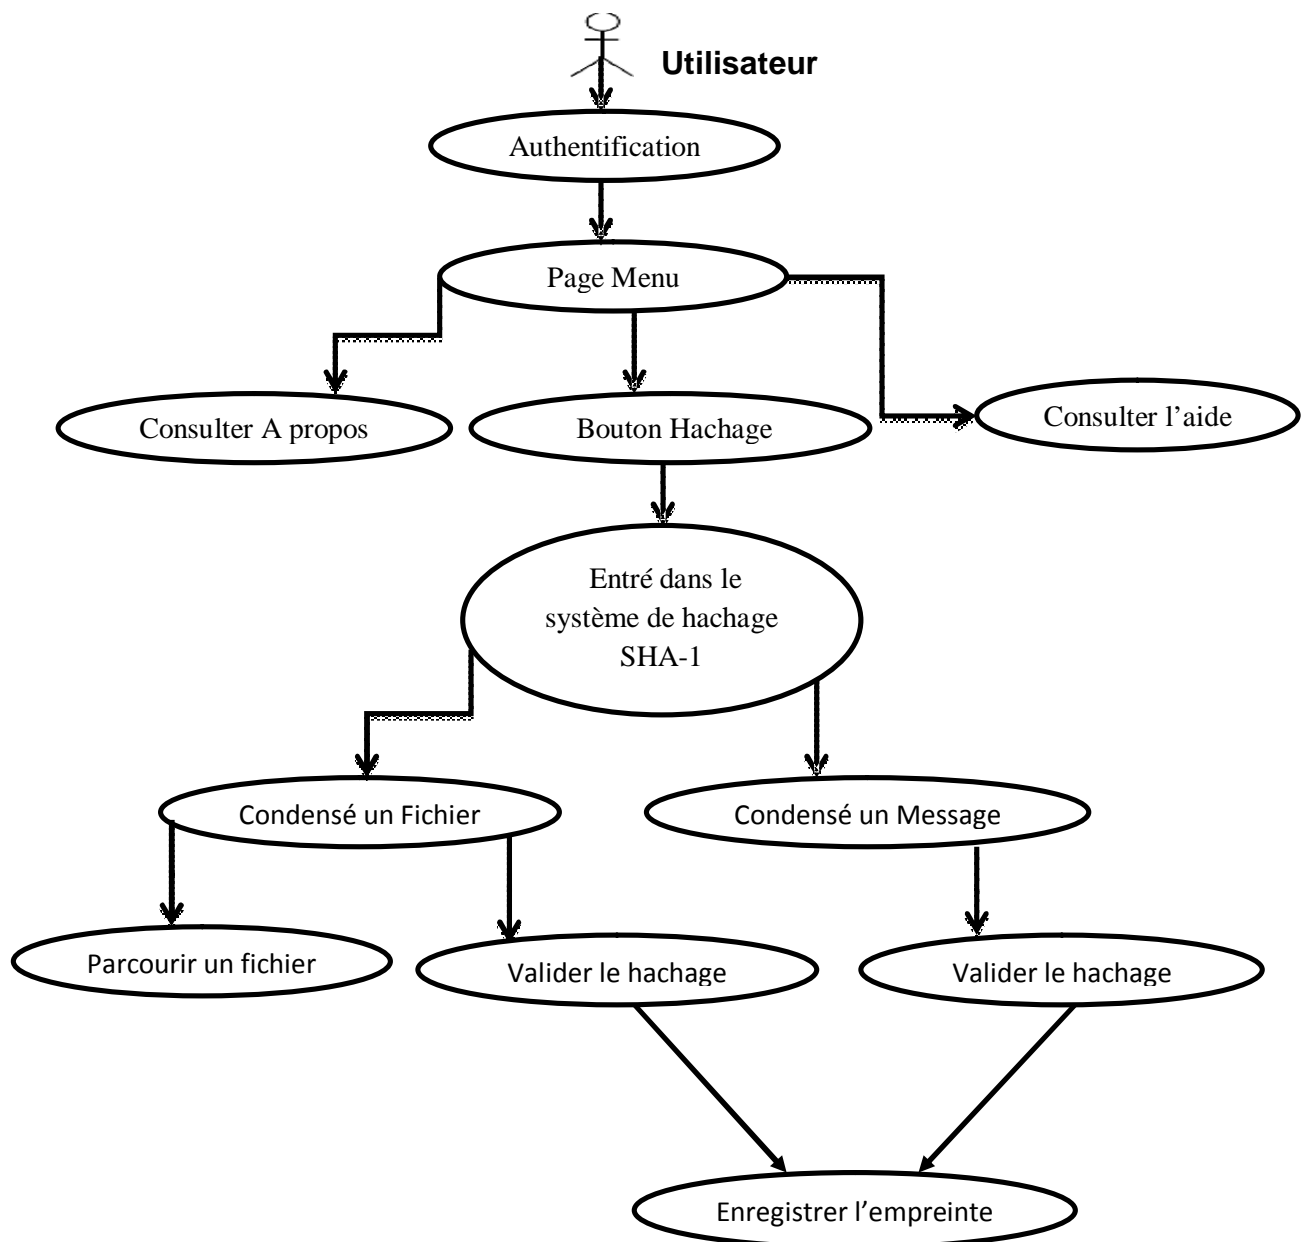 Utilisateur
Authentification
Page Menu
Consulter A propos
Bouton Hachage
Consulter l’aide
Entré dans le
système de hachage
SHA-1
Condensé un Fichier
Condensé un Message
Parcourir un fichier
Valider le hachage
Valider le hachage
Enregistrer l’empreinte